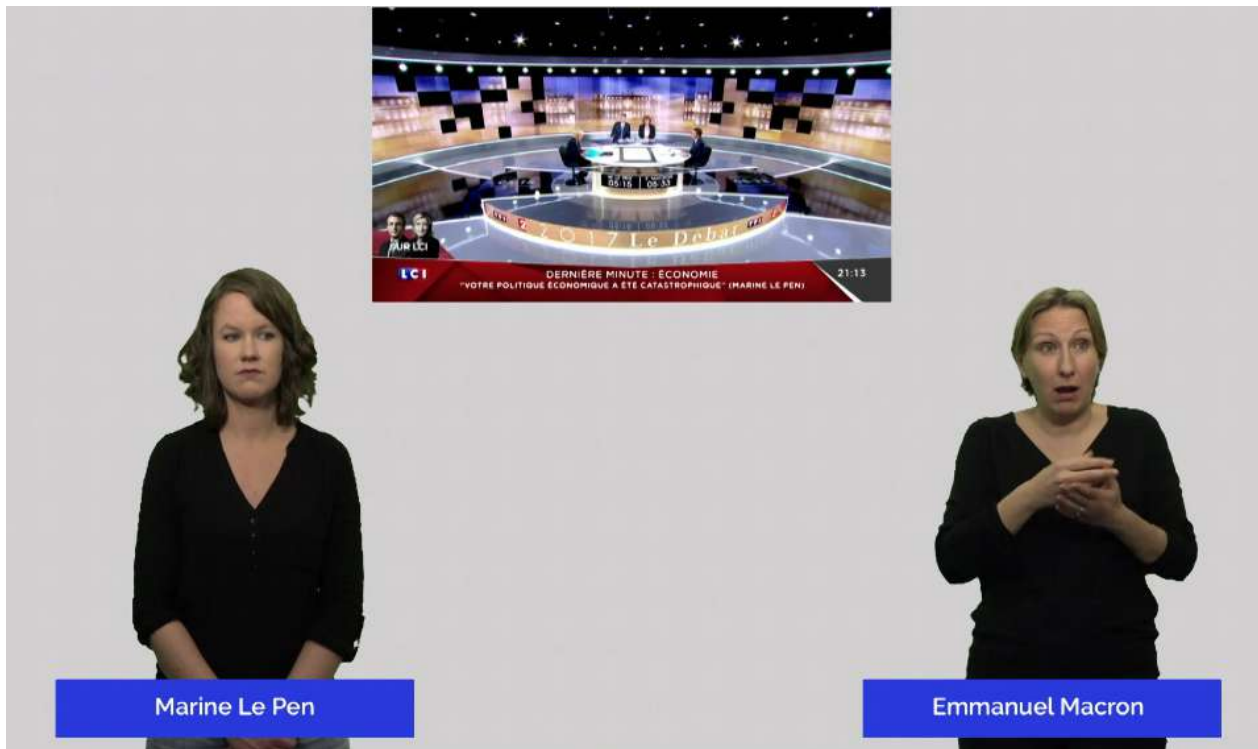 05:15 05:33
2017 Le Débat
SUR LCI
LCI
DERNIÈRE MINUTE : ÉCONOMIE
21:13
"VOTRE POLITIQUE ÉCONOMIQUE A ÉTÉ CATASTROPHIQUE" (MARINE LE PEN)
Marine Le Pen
Emmanuel Macron